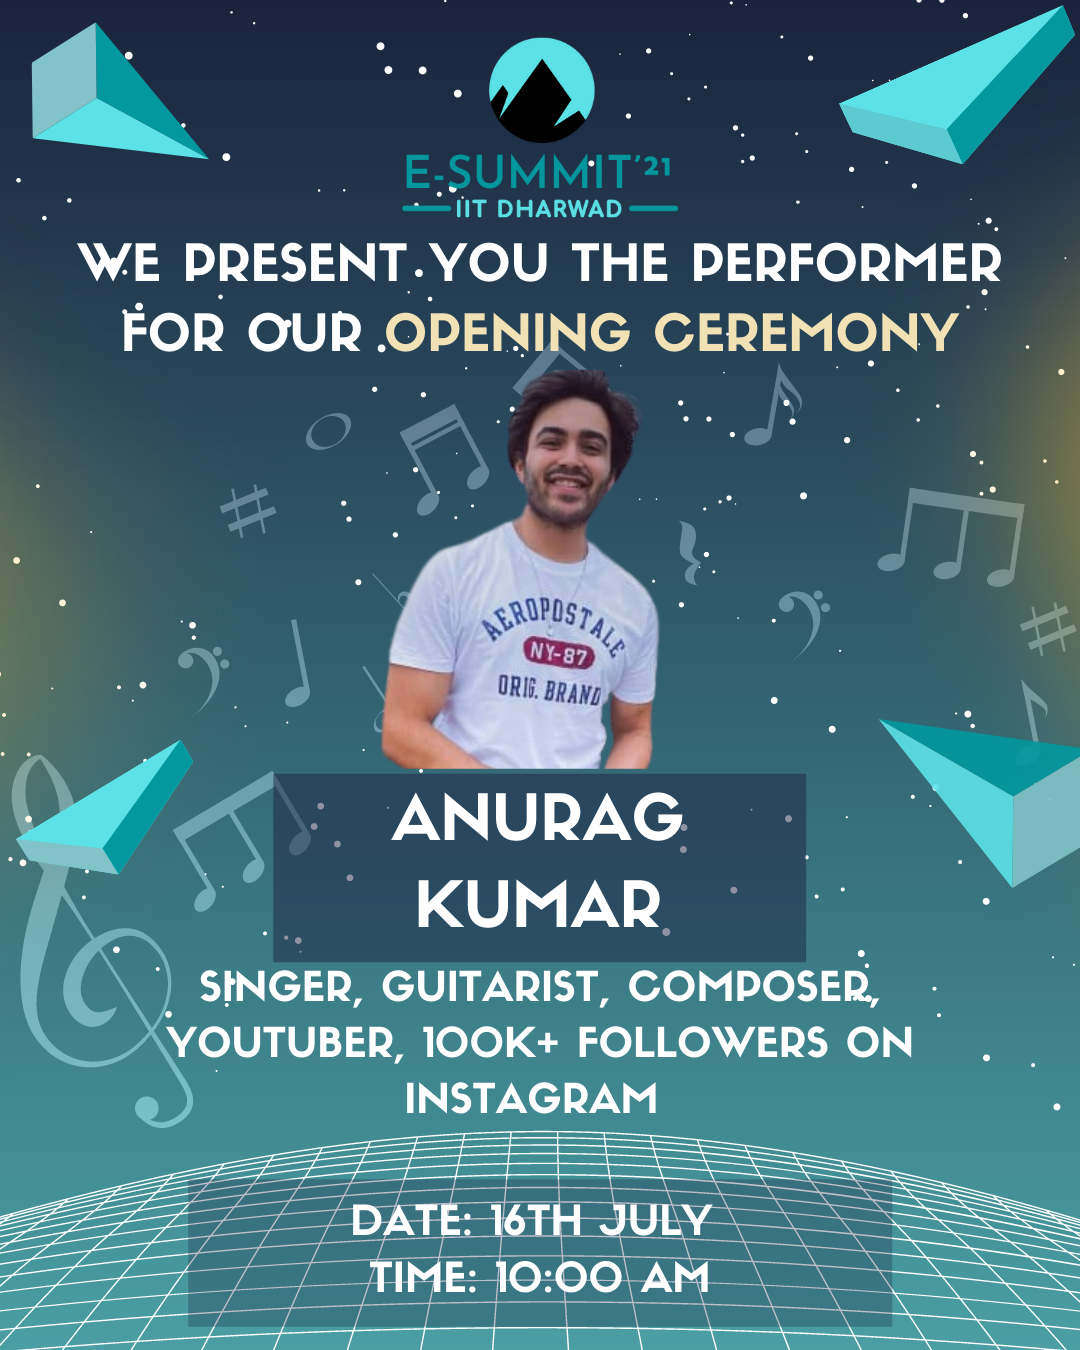 E-SUMMIT'21
IIT DHARWAD
WE PRESENT YOU THE PERFORMER
FOR OUR OPENING CEREMONY
AEROPOSTALE
NY-87
ORIG. BRAND
ANURAG
KUMAR
SINGER, GUITARIST, COMPOSER,
YOUTUBER, 100K+ FOLLOWERS ON
INSTAGRAM
DATE: 16TH JULY
TIME: 10:00 AM